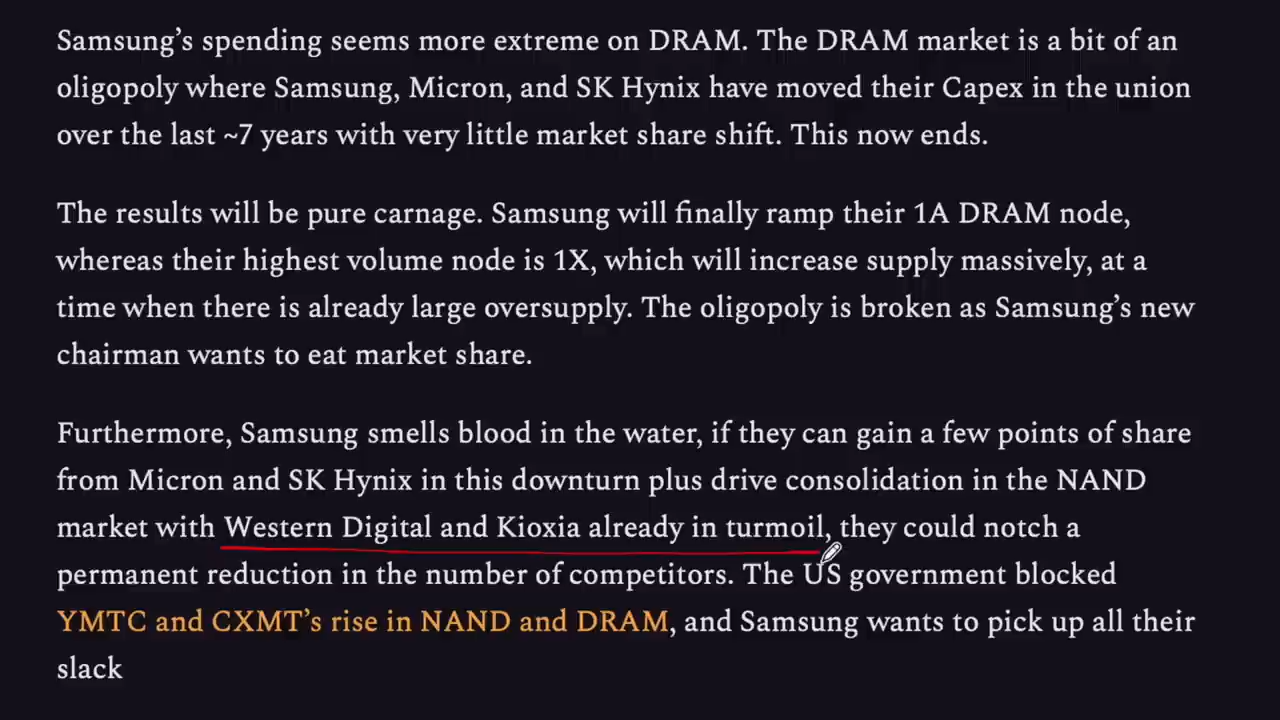 Samsung’s spending seems more extreme on DRAM. The DRAM market is a bit of an
oligopoly where Samsung, Micron, and SK Hynix have moved their Capex in the union
over the last ~7 years with very little market share shift. This now ends.
The results will be pure carnage. Samsung will finally ramp their 1A DRAM node,
whereas their highest volume node is 1X, which will increase supply massively, at a
time when there is already large oversupply. The oligopoly is broken as Samsung’s new
chairman wants to eat market share.
Furthermore, Samsung smells blood in the water, if they can gain a few points of share
from Micron and SK Hynix in this downturn plus drive consolidation in the NAND
market with Western Digital and Kioxia already in turmoil, they could notch a
permanent reduction in the number of competitors. The US government blocked
YMTC and CXMT’s rise in NAND and DRAM, and Samsung wants to pick up all their
slack